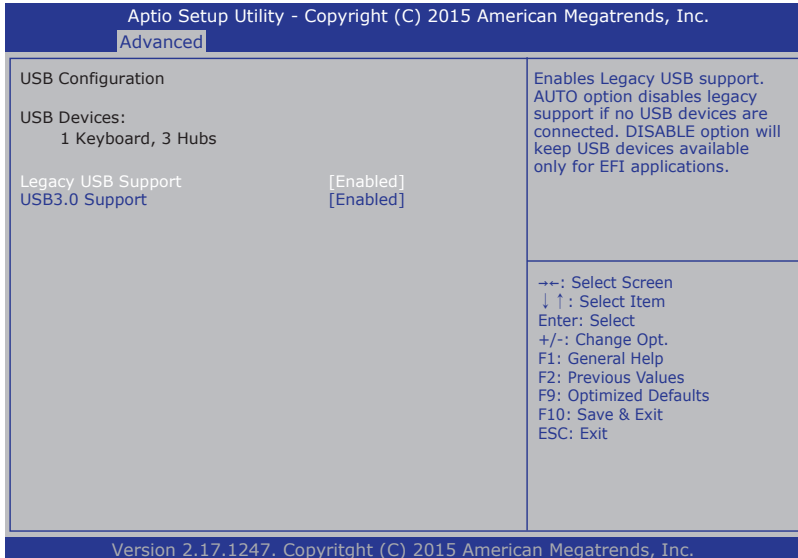 Aptio Setup Utility - Copyright (C) 2015 American Megatrends, Inc.
Advanced
USB Configuration
USB Devices:
1 Keyboard, 3 Hubs
Legacy USB Support [Enabled]
USB3.0 Support [Enabled]
Enables Legacy USB support.
AUTO option disables legacy
support if no USB devices are
connected. DISABLE option will
keep USB devices available
only for EFI applications.
→←: Select Screen
↓↑: Select Item
Enter: Select
+/-: Change Opt.
F1: General Help
F2: Previous Values
F9: Optimized Defaults
F10: Save & Exit
ESC: Exit
Version 2.17.1247. Copyritght (C) 2015 American Megatrends, Inc.